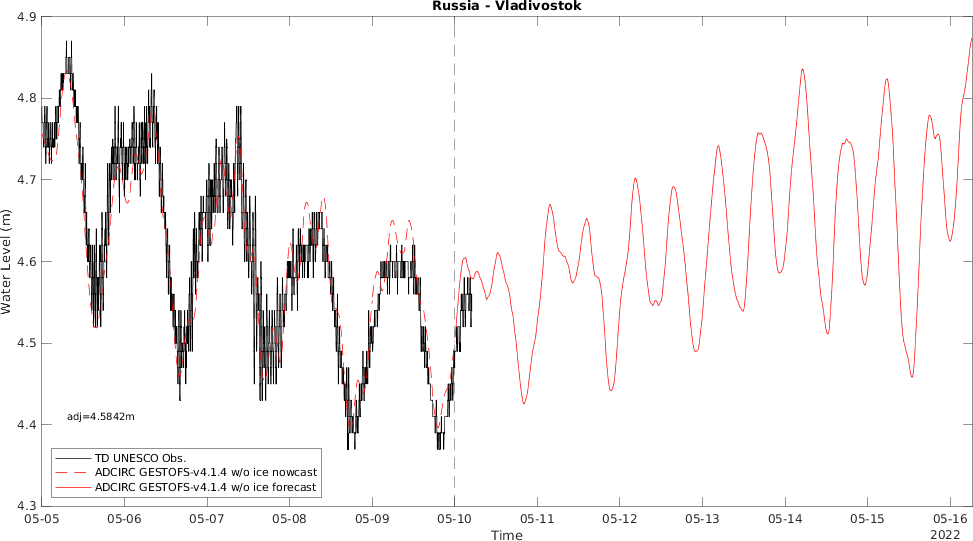 Russia - Vladivostok
4.9
4.8
4.7
4.6
4.5
4.4
4.3
Water Level (m)
adj=4.5842m
TD UNESCO Obs.
ADCIRC GESTOFS-v4.1.4 w/o ice nowcast
ADCIRC GESTOFS-v4.1.4 w/o ice forecast
05-05 05-06 05-07 05-08 05-09 05-10 05-11 05-12 05-13 05-14 05-15 05-16
Time
2022